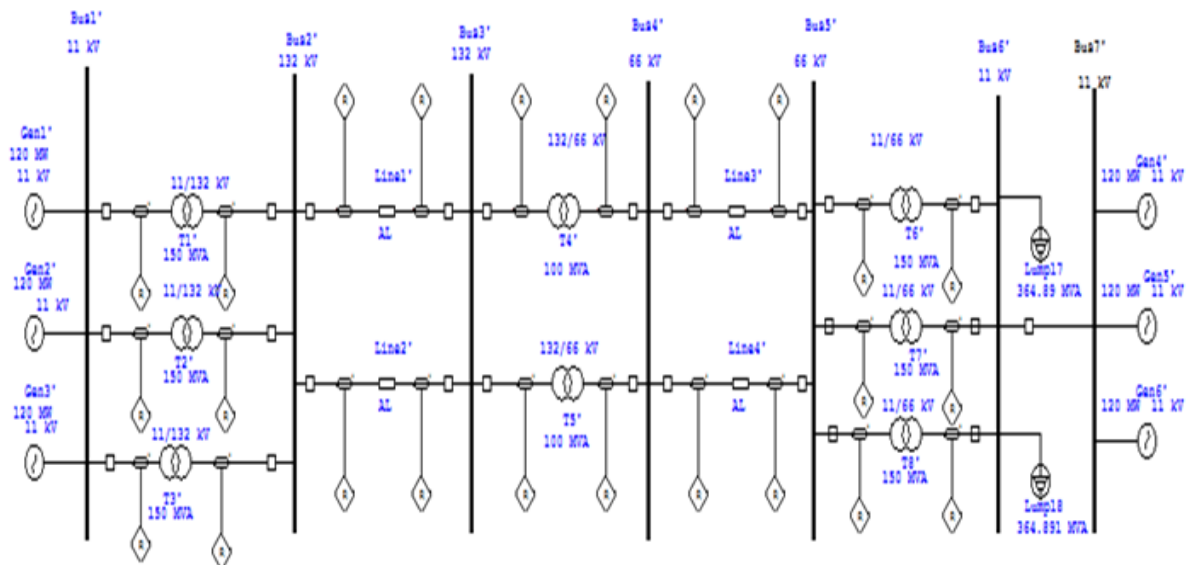 Bus1'
11 kV
Bus2'
132 kV
Bus3'
132 kV
Bus4'
66 kV
Bus5'
66 kV
Bus6'
11 kV
Bus7'
11 kV
Gen1'
120 MW
11 kV
11/132 kV
T1'
150 MVA
Gen2'
120 MW
11 kV
11/132 kV
T2'
150 MVA
Gen3'
120 MW
11 kV
11/132 kV
T3'
150 MVA
Line1'
AL
Line2'
AL
132/66 kV
T4'
100 MVA
132/66 kV
T5'
100 MVA
Line3'
AL
Line4'
AL
11/66 kV
T6'
150 MVA
11/66 kV
T7'
150 MVA
11/66 kV
T8'
150 MVA
Lump17
364.89 MVA
Lump18
364.891 MVA
Gen4'
120 MW 11 kV
Gen5'
120 MW 11 kV
Gen6'
120 MW 11 kV